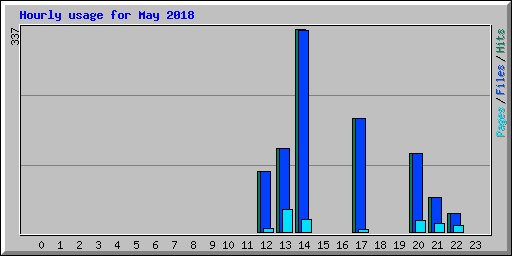 Hourly usage for May 2018
337
Pages/Files/Hits
0 1 2 3 4 5 6 7 8 9 10 11 12 13 14 15 16 17 18 19 20 21 22 23